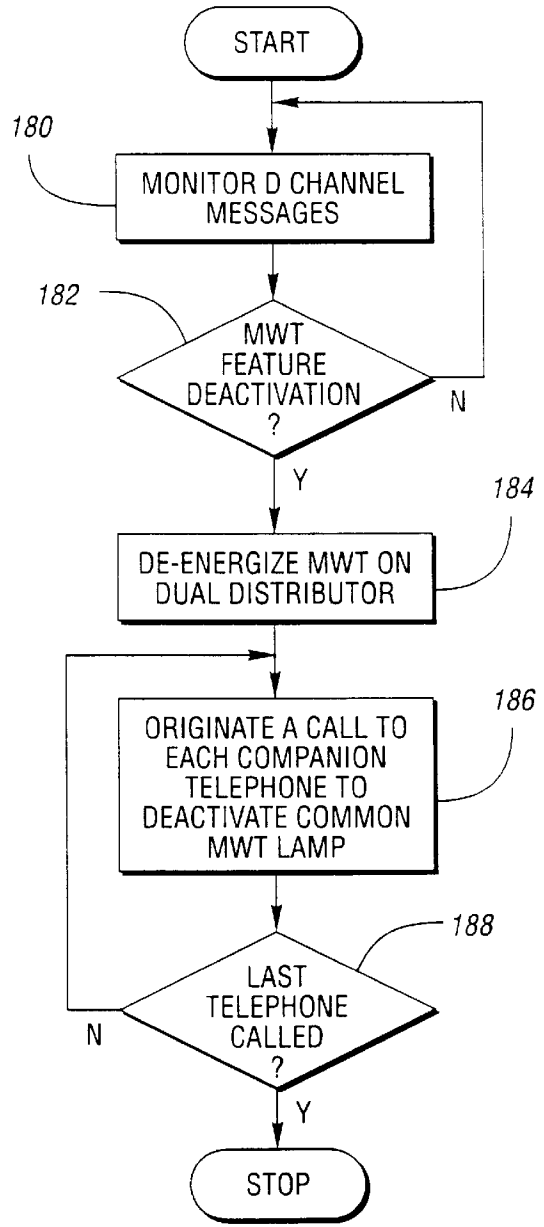 START
180
MONITOR D CHANNEL
MESSAGES
182
MWT
FEATURE
DEACTIVATION
?
N
Y
184
DE-ENERGIZE MWT ON
DUAL DISTRIBUTOR
186
ORIGINATE A CALL TO
EACH COMPANION
TELEPHONE TO
DEACTIVATE COMMON
MWT LAMP
188
LAST
TELEPHONE
CALLED
?
N
Y
STOP